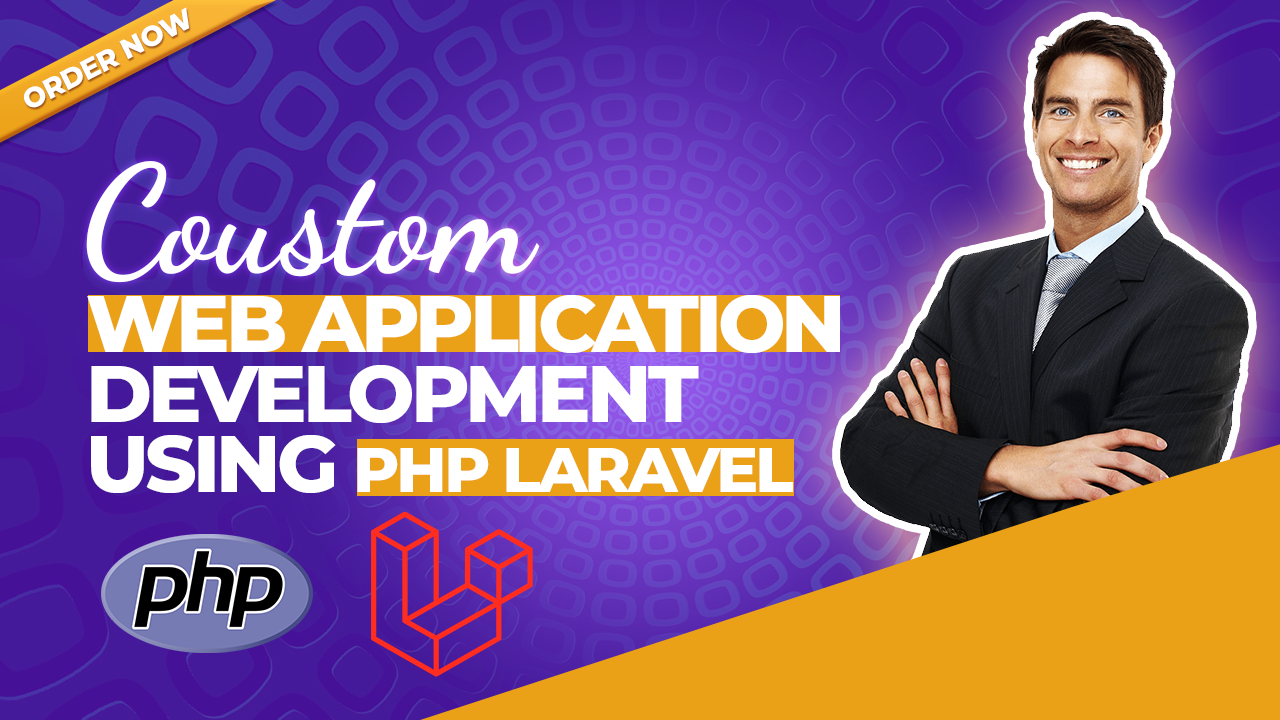 ORDER NOW
Coustom
WEB APPLICATION
DEVELOPMENT
USING PHP LARAVEL
php